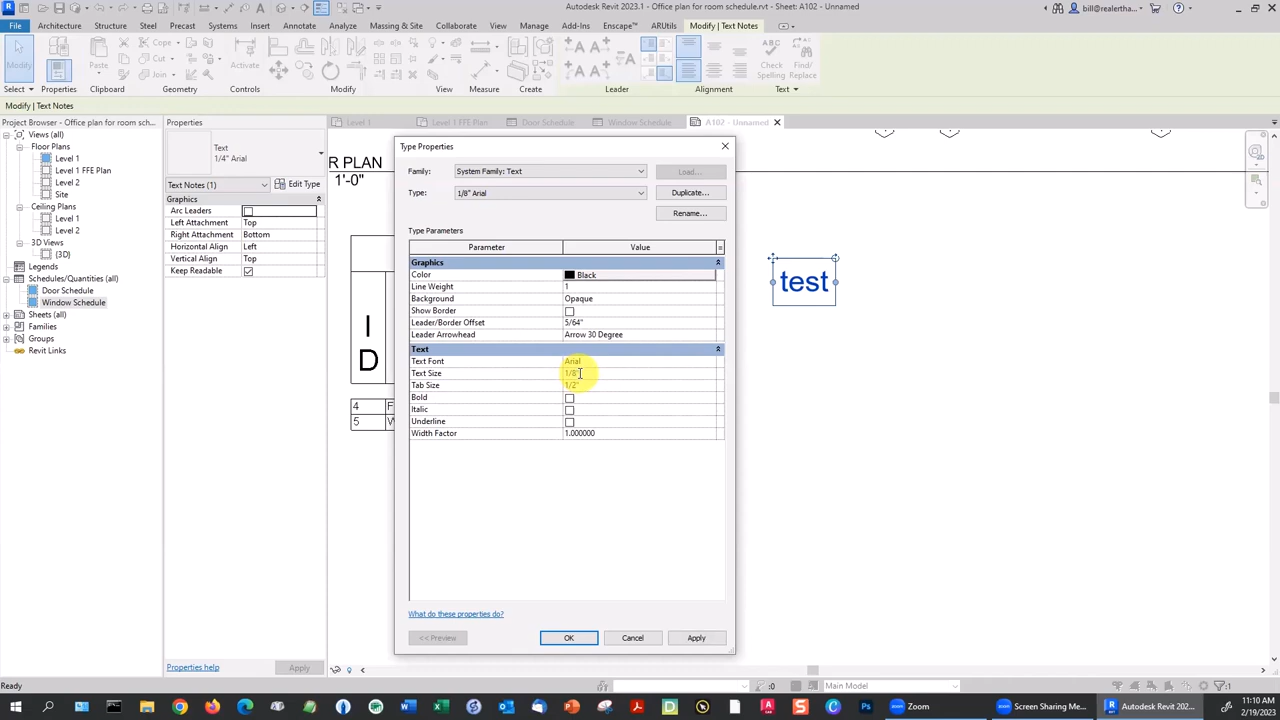 Autodesk Revit 2023.1 - Office plan for room schedule.rvt - Sheet: A102 - Unnamed
bill@realertha...
File Architecture Structure Steel Precast Systems Insert Annotate Analyze Massing & Site Collaborate View Manage Add-Ins Enscape™ ARUtils Modify | Text Notes
Modify Paste Cope Cut Join Activate Check Spelling Find/ Replace
Select Properties Clipboard Geometry Controls Modify View Measure Create Leader Alignment Text
Modify | Text Notes
Project Browser - Office plan for room sche...
Views (all)
Floor Plans
Level 1
Level 1 FFE Plan
Level 2
Site
Ceiling Plans
Level 1
Level 2
3D Views
{3D}
Legends
Schedules/Quantities (all)
Door Schedule
Window Schedule
Sheets (all)
Families
Groups
Revit Links
Properties
Text
1/4" Arial
Text Notes (1) Edit Type
Graphics
Arc Leaders
Left Attachment Top
Right Attachment Bottom
Horizontal Align Left
Vertical Align Top
Keep Readable
Properties help Apply
Level 1 Level 1 FFE Plan Door Schedule Window Schedule A102 - Unnamed
R PLAN
1'-0"
I
D
4 F
5 W
test
Type Properties
Family: System Family: Text Load...
Type: 1/8" Arial Duplicate...
Rename...
Type Parameters
Parameter Value =
Graphics
Color Black
Line Weight 1
Background Opaque
Show Border
Leader/Border Offset 5/64"
Leader Arrowhead Arrow 30 Degree
Text
Text Font Arial
Text Size 1/8"
Tab Size 1/2"
Bold
Italic
Underline
Width Factor 1.000000
What do these properties do?
<< Preview OK Cancel Apply
Ready :0 Main Model :1
Zoom Screen Sharing Me... Autodesk Revit 202...
11:10 AM
2/19/2023